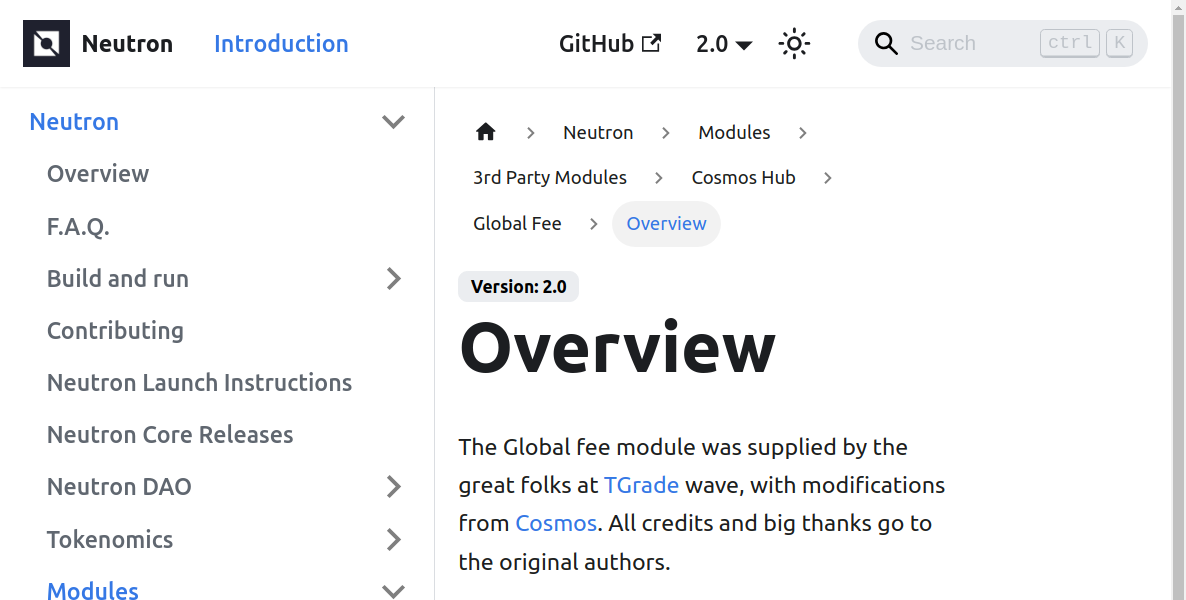 Neutron Introduction GitHub 2.0 Search ctrl K
Neutron
Overview
F.A.Q.
Build and run
Contributing
Neutron Launch Instructions
Neutron Core Releases
Neutron DAO
Tokenomics
Modules
Neutron Modules
3rd Party Modules Cosmos Hub
Global Fee Overview
Version: 2.0
Overview
The Global fee module was supplied by the
great folks at TGrade wave, with modifications
from Cosmos. All credits and big thanks go to
the original authors.